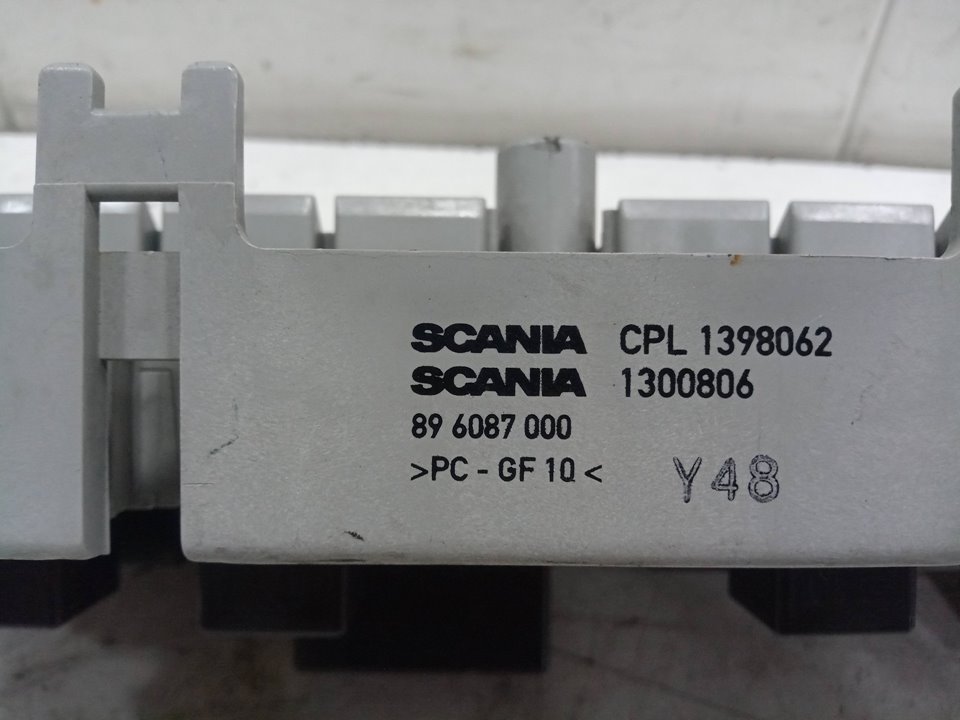 SCANIA CPL 1398062
SCANIA 1300806
89 6087 000
>PC - GF 10<
Y48